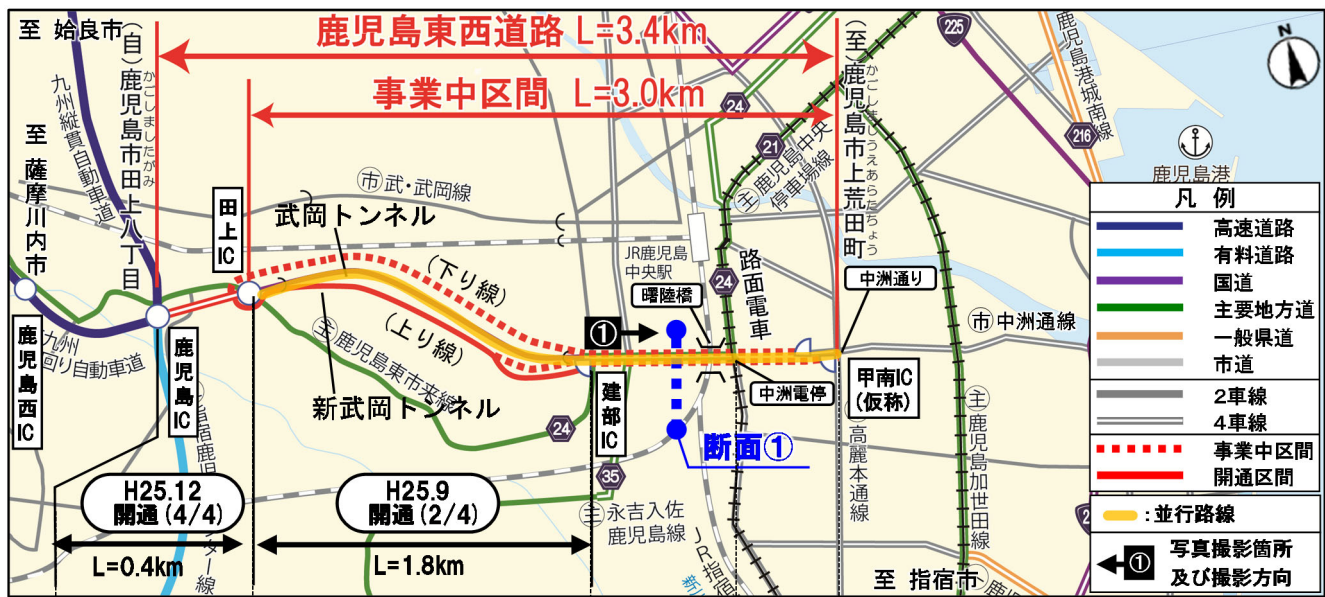 至 姶良市
鹿児島東西道路 L=3.4km
事業中区間 L=3.0km
(自)鹿児島市田上八丁目
かごしましたがみ
(至)鹿児島市上荒田町
かごしましうえあらたちょう
九州縦貫自動車道
至 薩摩川内市
225
N
24
21
216
鹿児島港城南線
鹿児島港
主 鹿児島中央停車場線
市 武・武岡線
田上IC
武岡トンネル
(下り線)
(上り線)
新武岡トンネル
主 鹿児島東市来線
JR鹿児島
中央駅
24
路面電車
曙陸橋
中洲通り
市 中洲通線
①
中洲電停
甲南IC
(仮称)
建部IC
断面①
24
35
鹿児島西IC
九州
回り自動車道
鹿児島IC
主 永吉入佐
鹿児島線
JR指宿
高麗本通線
主 鹿児島加世田線
至 指宿市
H25.12
開通(4/4)
H25.9
開通(2/4)
L=0.4km
L=1.8km
凡 例
高速道路
有料道路
国道
主要地方道
一般県道
市道
2車線
4車線
事業中区間
開通区間
:並行路線
① 写真撮影箇所
及び撮影方向